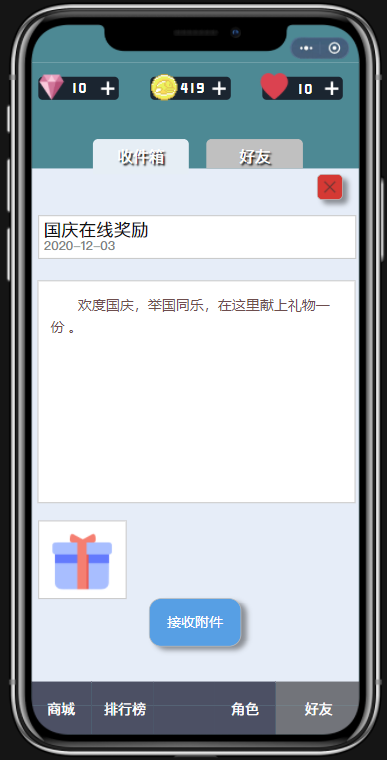 10 419 10
收件箱 好友
国庆在线奖励
2020-12-03
欢度国庆，举国同乐，在这里献上礼物一
份 。
接收附件
商城 排行榜 角色 好友